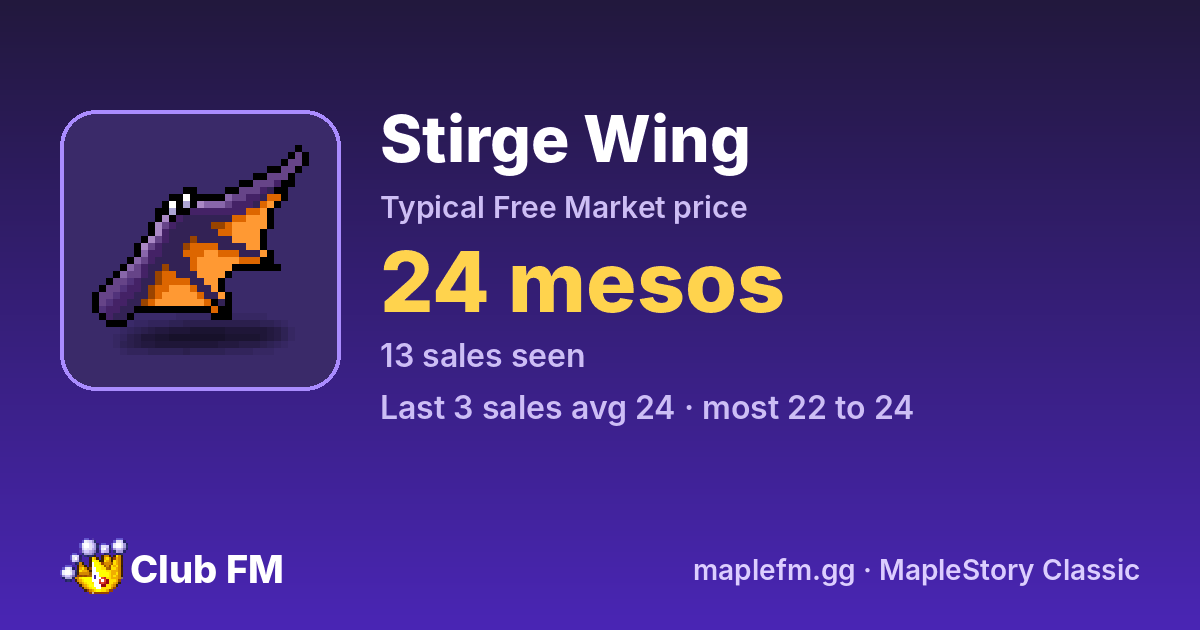 Stirge Wing
Typical Free Market price
24 mesos
13 sales seen
Last 3 sales avg 24 · most 22 to 24
Club FM
maplefm.gg · MapleStory Classic